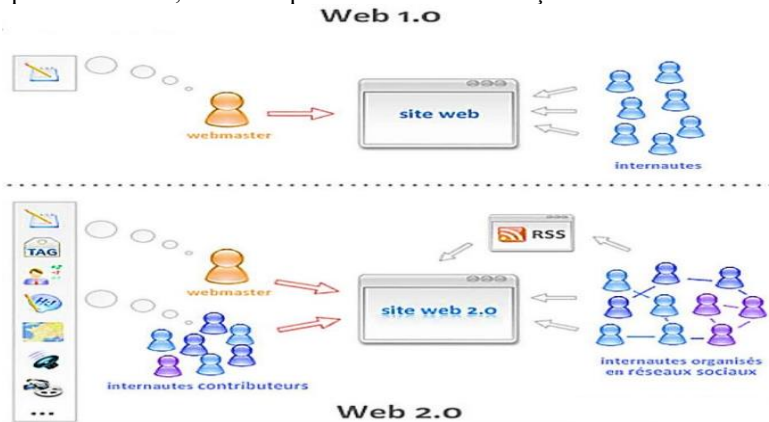 Web 1.0
site web
webmaster
internautes
RSS
TAG
webmaster
site web 2.0
internautes contributeurs
internautes organisés
en réseaux sociaux
...
Web 2.0